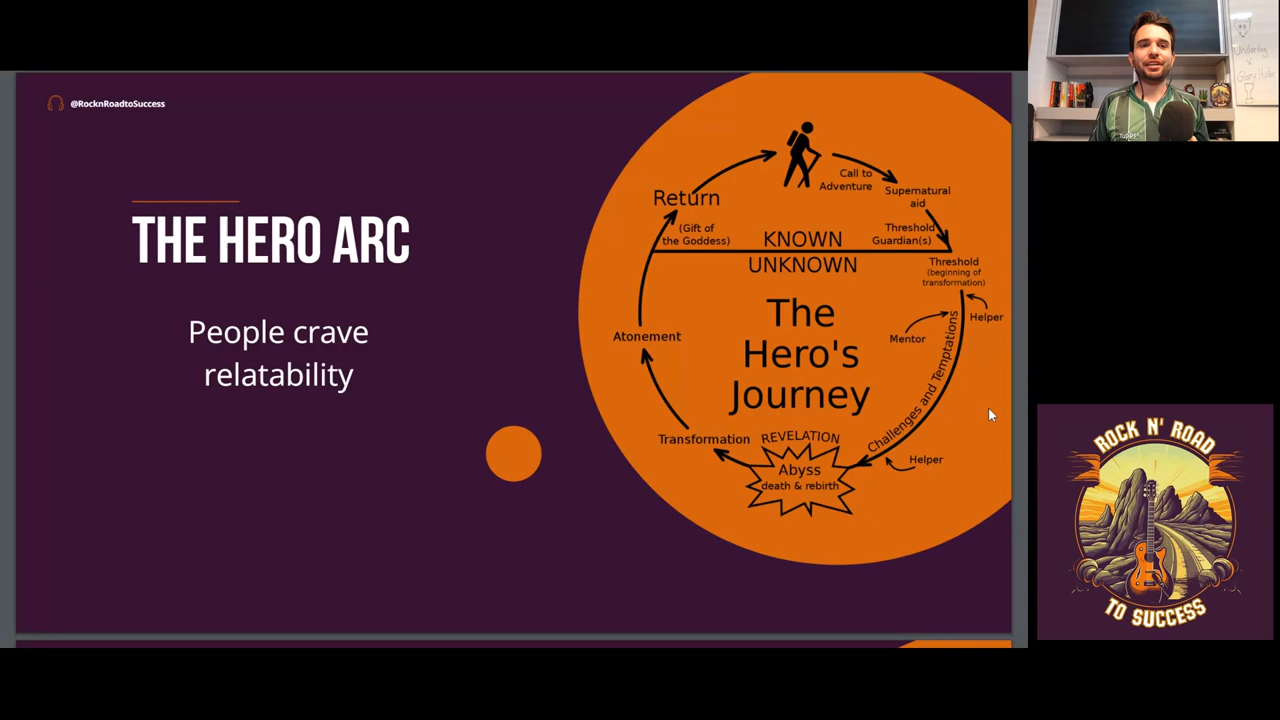 @RocknRoadtoSuccess
THE HERO ARC
People crave
relatability
Call to
Adventure
Supernatural
aid
Return
(Gift of
the Goddess)
Threshold
Guardian(s)
KNOWN
UNKNOWN
Threshold
(beginning of
transformation)
Helper
Mentor
Challenges and Temptations
The
Hero's
Journey
Atonement
Transformation
REVELATION
Abyss
death & rebirth
Helper
Underdog
x
ROCK N' ROAD
TO SUCCESS